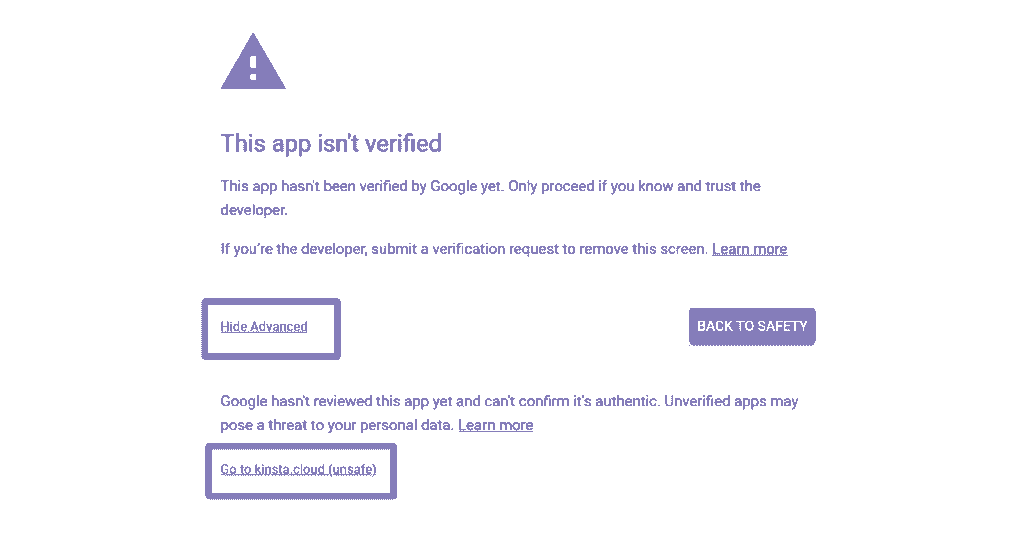 This app isn't verified
This app hasn't been verified by Google yet. Only proceed if you know and trust the
developer.
If you're the developer, submit a verification request to remove this screen. Learn more
Hide Advanced
BACK TO SAFETY
Google hasn't reviewed this app yet and can't confirm it's authentic. Unverified apps may
pose a threat to your personal data. Learn more
Go to kinsta.cloud (unsafe)